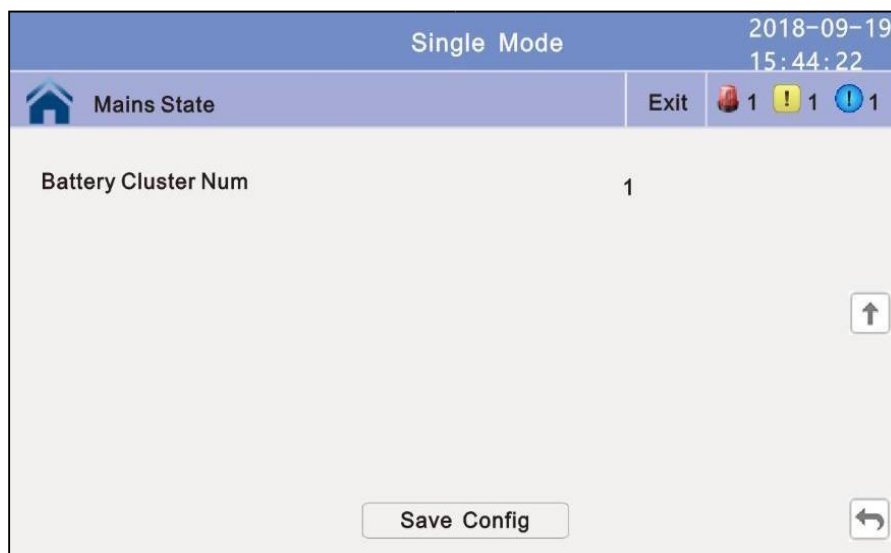 Single Mode
2018-09-19
15:44:22
Mains State
Exit
1
!
1
!
1
Battery Cluster Num
1
Save Config